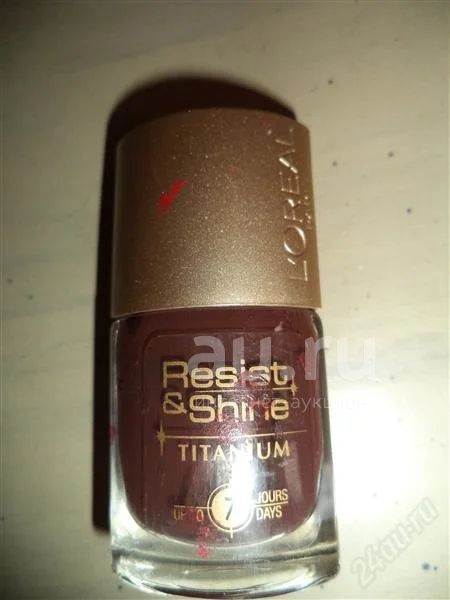 L'ORÉAL
au.ru
Resist
&Shine
TITANIUM
UP TO 7 JOURS
DAYS
24au.ru